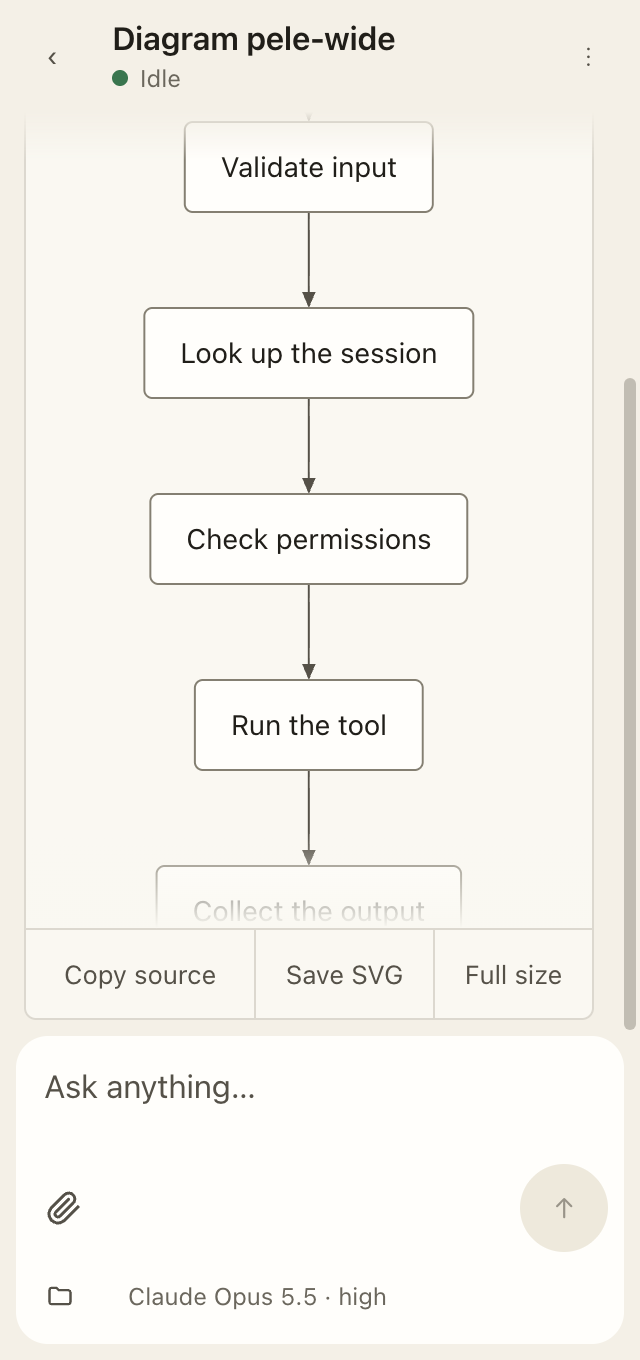 Diagram pele-wide
Idle
Validate input
Look up the session
Check permissions
Run the tool
Collect the output
Copy source
Save SVG
Full size
Ask anything...
Claude Opus 5.5 · high